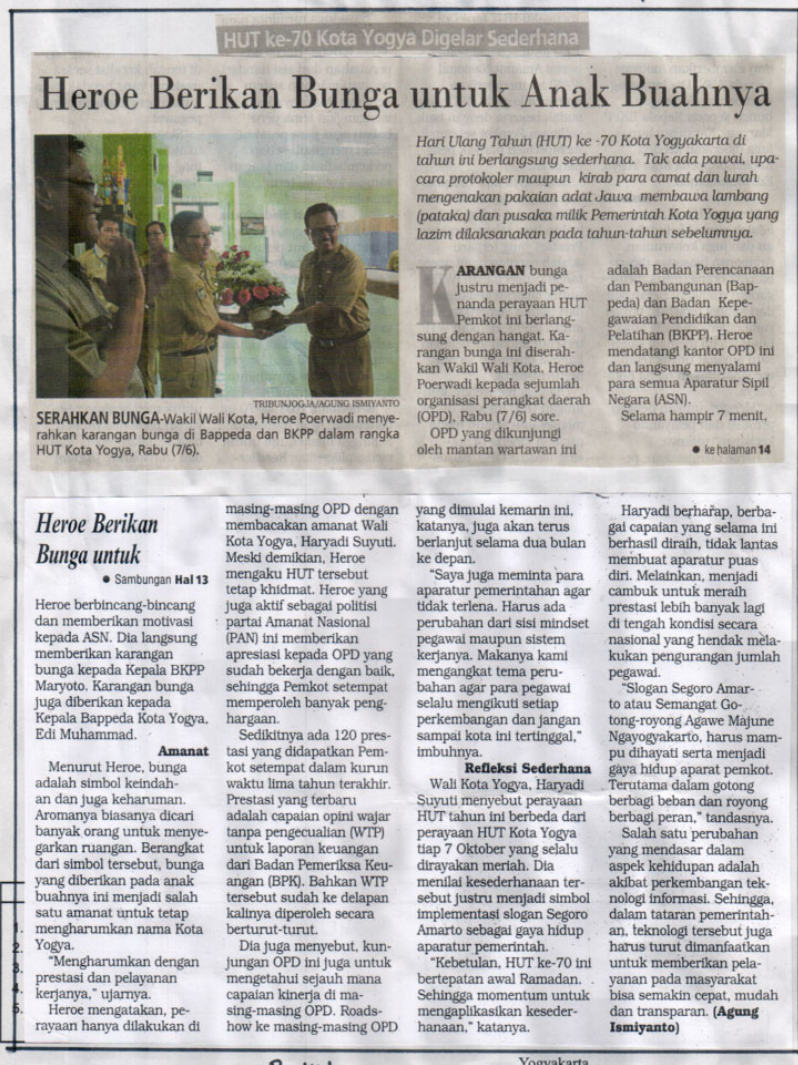 HUT ke-70 Kota Yogya Digelar Sederhana
Heroe Berikan Bunga untuk Anak Buahnya
Hari Ulang Tahun (HUT) ke -70 Kota Yogyakarta di
tahun ini berlangsung sederhana. Tak ada pawai, upa-
cara protokoler maupun kirab para camat dan lurah
mengenakan pakaian adat Jawa membawa lambang
(pataka) dan pusaka milik Pemerintah Kota Yogya yang
lazim dilaksanakan pada tahun-tahun sebelumnya.
TRIBUNJOGJA/AGUNG ISMIYANTO
SERAHKAN BUNGA-Wakil Wali Kota, Heroe Poerwadi menye-
rahkan karangan bunga di Bappeda dan BKPP dalam rangka
HUT Kota Yogya, Rabu (7/6).
KARANGAN bunga
justru menjadi pe-
nanda perayaan HUT
Pemkot ini berlang-
sung dengan hangat. Ka-
rangan bunga ini diserah-
kan Wakil Wali Kota, Heroe
Poerwadi kepada sejumlah
organisasi perangkat daerah
(OPD), Rabu (7/6) sore.
OPD yang dikunjungi
oleh mantan wartawan ini
adalah Badan Perencanaan
dan Pembangunan (Bap-
peda) dan Badan Kepe-
gawaian Pendidikan dan
Pelatihan (BKPP). Heroe
mendatangi kantor OPD ini
dan langsung menyalami
para semua Aparatur Sipil
Negara (ASN).
Selama hampir 7 menit,
● ke halaman 14
Heroe Berikan
Bunga untuk
● Sambungan Hal 13
Heroe berbincang-bincang
dan memberikan motivasi
kepada ASN. Dia langsung
memberikan karangan
bunga kepada Kepala BKPP
Maryoto. Karangan bunga
juga diberikan kepada
Kepala Bappeda Kota Yogya,
Edi Muhammad.
Amanat
Menurut Heroe, bunga
adalah simbol keindah-
an dan juga keharuman.
Aromanya biasanya dicari
banyak orang untuk menye-
garkan ruangan. Berangkat
dari simbol tersebut, bunga
yang diberikan pada anak
buahnya ini menjadi salah
satu amanat untuk tetap
mengharumkan nama Kota
Yogya.
"Mengharumkan dengan
prestasi dan pelayanan
kerjanya," ujarnya.
Heroe mengatakan, pe-
rayaan hanya dilakukan di
masing-masing OPD dengan
membacakan amanat Wali
Kota Yogya, Haryadi Suyuti.
Meski demikian, Heroe
mengaku HUT tersebut
tetap khidmat. Heroe yang
juga aktif sebagai politisi
partai Amanat Nasional
(PAN) ini memberikan
apresiasi kepada OPD yang
sudah bekerja dengan baik,
sehingga Pemkot setempat
memperoleh banyak peng-
hargaan.
Sedikitnya ada 120 pres-
tasi yang didapatkan Pem-
kot setempat dalam kurun
waktu lima tahun terakhir.
Prestasi yang terbaru
adalah capaian opini wajar
tanpa pengecualian (WTP)
untuk laporan keuangan
dari Badan Pemeriksa Keu-
angan (BPK). Bahkan WTP
tersebut sudah ke delapan
kalinya diperoleh secara
berturut-turut.
Dia juga menyebut, kun-
jungan OPD ini juga untuk
mengetahui sejauh mana
capaian kinerja di ma-
sing-masing OPD. Roads-
how ke masing-masing OPD
yang dimulai kemarin ini,
katanya, juga akan terus
berlanjut selama dua bulan
ke depan.
"Saya juga meminta para
aparatur pemerintahan agar
tidak terlena. Harus ada
perubahan dari sisi mindset
pegawai maupun sistem
kerjanya. Makanya kami
mengangkat tema peru-
bahan agar para pegawai
selalu mengikuti setiap
perkembangan dan jangan
sampai kota ini tertinggal,"
imbuhnya.
Refleksi Sederhana
Wali Kota Yogya, Haryadi
Suyuti menyebut perayaan
HUT tahun ini berbeda dari
perayaan HUT Kota Yogya
tiap 7 Oktober yang selalu
dirayakan meriah. Dia
menilai kesederhanaan ter-
sebut justru menjadi simbol
implementasi slogan Segoro
Amarto sebagai gaya hidup
aparatur pemerintah.
"Kebetulan, HUT ke-70 ini
bertepatan awal Ramadan.
Sehingga momentum untuk
mengaplikasikan keseder-
hanaan," katanya.
Haryadi berharap, berba-
gai capaian yang selama ini
berhasil diraih, tidak lantas
membuat aparatur puas
diri. Melainkan, menjadi
cambuk untuk meraih
prestasi lebih banyak lagi
di tengah kondisi secara
nasional yang hendak mela-
kukan pengurangan jumlah
pegawai.
"Slogan Segoro Amar-
to atau Semangat Go-
tong-royong Agawe Majune
Ngayogyokarto, harus mam-
pu dihayati serta menjadi
gaya hidup aparat pemkot.
Terutama dalam gotong
berbagi beban dan royong
berbagi peran," tandasnya.
Salah satu perubahan
yang mendasar dalam
aspek kehidupan adalah
akibat perkembangan tek-
nologi informasi. Sehingga,
dalam tataran pemerintah-
an, teknologi tersebut juga
harus turut dimanfaatkan
untuk memberikan pela-
yanan pada masyarakat
bisa semakin cepat, mudah
dan transparan. (Agung
Ismiyanto)
1.
2.
3.
4.
5.
Yogyakarta